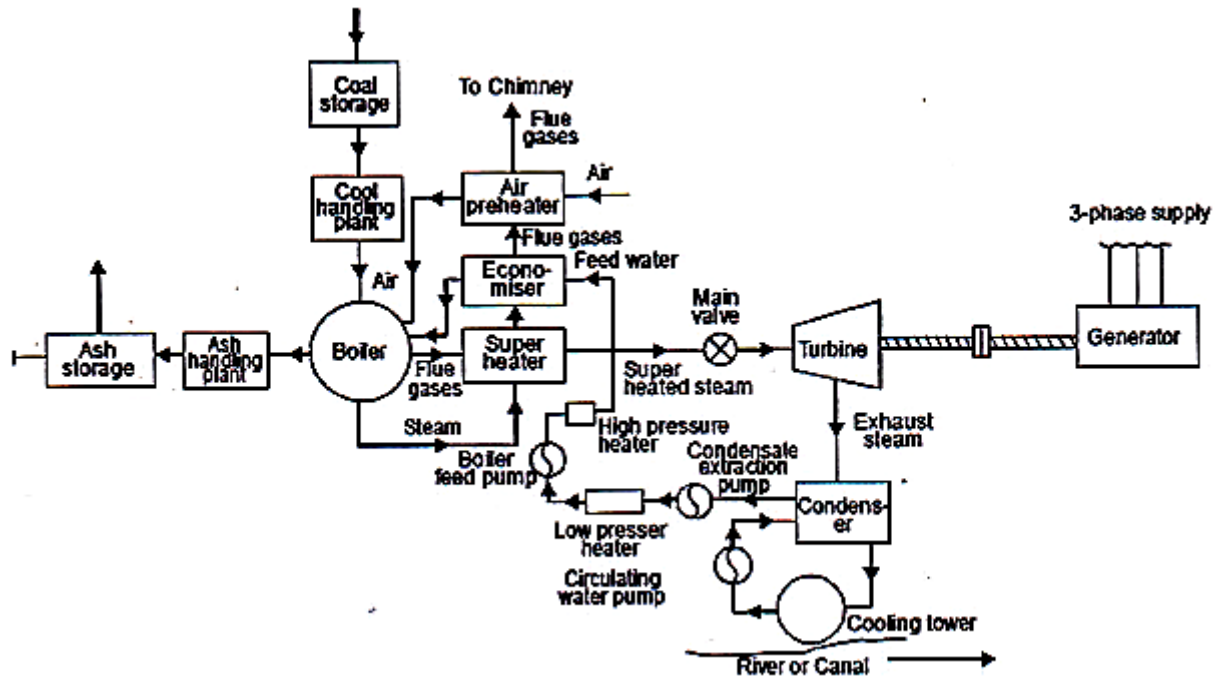 Coal
storage
To Chimney
Flue
gases
Cool
handling
plant
Air
preheater
Air
Flue gases
Feed water
Air
Econo-
miser
Main
valve
3-phase supply
Ash
storage
Ash
handling
plant
Boiler
Flue
gases
Super
heater
Super
heated steam
Turbine
Generator
Steam
High pressure
heater
Boiler
feed pump
Exhaust
steam
Condensale
extraction
pump
Low presser
heater
Condens-
er
Circulating
water pump
Cooling tower
River or Canal